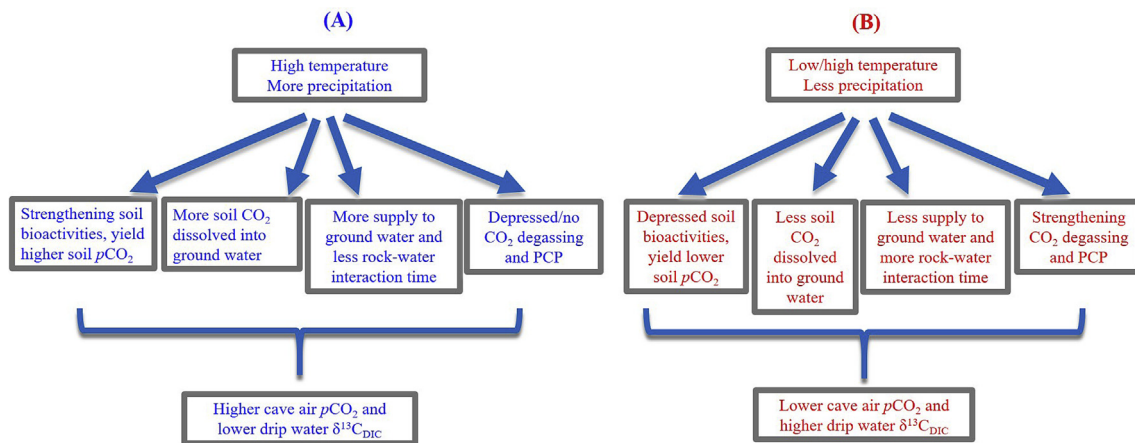 (A)
High temperature
More precipitation
Strengthening soil
bioactivities, yield
higher soil pCO₂
More soil CO₂
dissolved into
ground water
More supply to
ground water and
less rock-water
interaction time
Depressed/no
CO₂ degassing
and PCP
Higher cave air pCO₂ and
lower drip water δ¹³C_DIC
(B)
Low/high temperature
Less precipitation
Depressed soil
bioactivities,
yield lower
soil pCO₂
Less soil
CO₂
dissolved
into ground
water
Less supply to
ground water and
more rock-water
interaction time
Strengthening
CO₂ degassing
and PCP
Lower cave air pCO₂ and
higher drip water δ¹³C_DIC